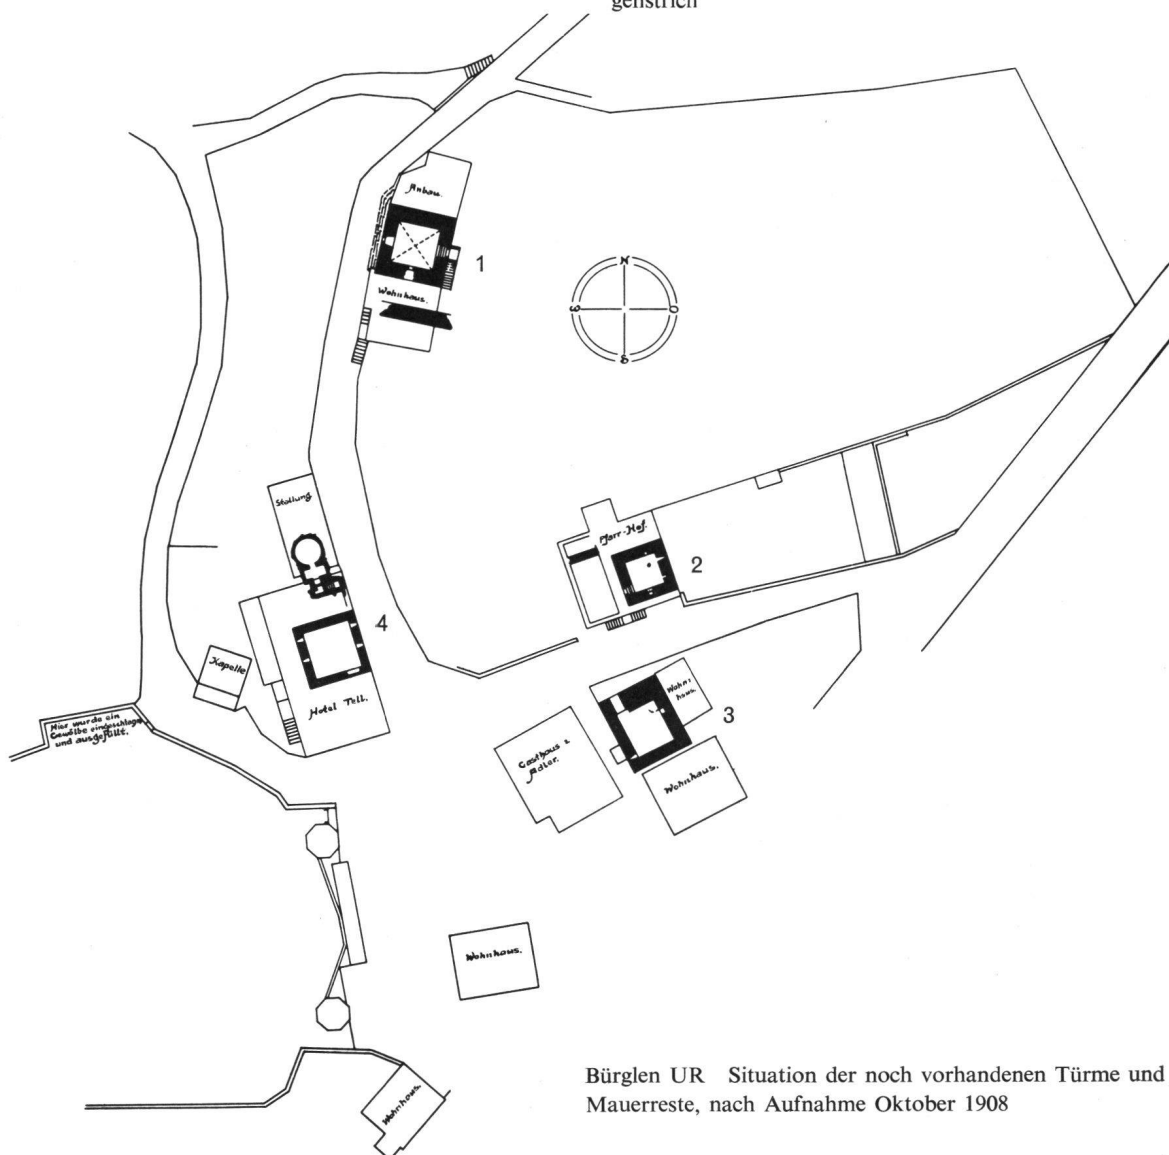 genstrich
Anbau.
1
Wohnhaus.
N
W
O
S
Stallung
Pfarr-Hof.
2
4
Kapelle
Hotel Tell.
Hier wurde ein
Gewölbe eingeschlagen
und ausgefüllt.
Wohn-
haus.
3
Gasthaus z
Adler.
Wohnhaus.
Wohnhaus.
Wohnhaus.
Bürglen UR Situation der noch vorhandenen Türme und
Mauerreste, nach Aufnahme Oktober 1908